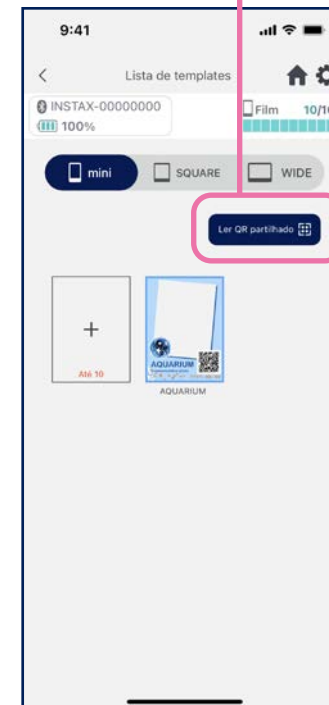 9:41
Lista de templates
INSTAX-00000000
100%
Film 10/10
mini
SQUARE
WIDE
Ler QR partilhado
Até 10
AQUARIUM
AQUARIUM